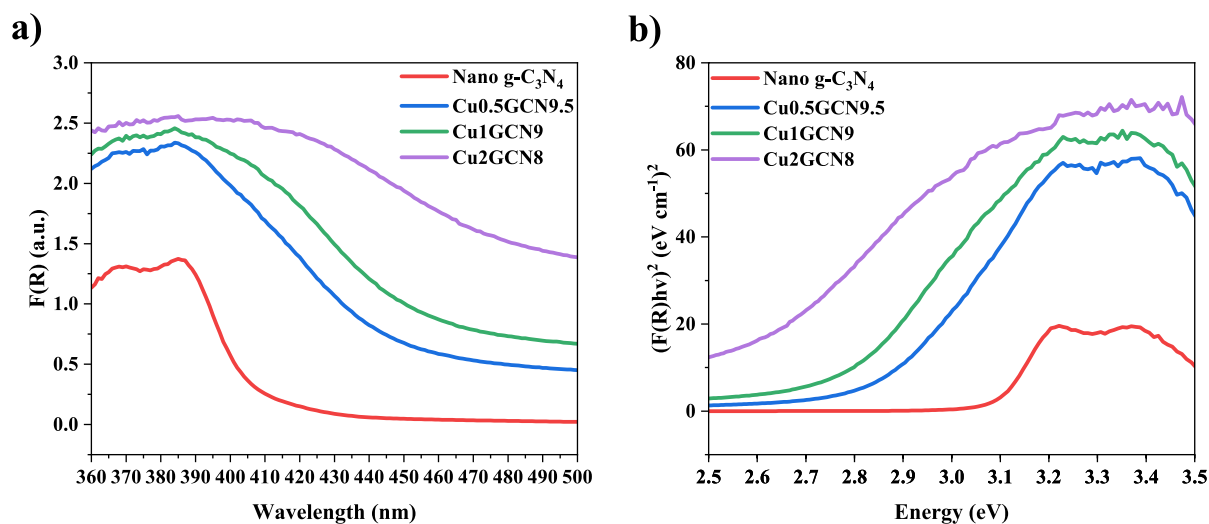 a)
F(R) (a.u.)
3.0
2.5
2.0
1.5
1.0
0.5
0.0
Nano g-C₃N₄
Cu0.5GCN9.5
Cu1GCN9
Cu2GCN8
360 370 380 390 400 410 420 430 440 450 460 470 480 490 500
Wavelength (nm)
b)
(F(R)hν)² (eV cm⁻¹)²
80
60
40
20
0
Nano g-C₃N₄
Cu0.5GCN9.5
Cu1GCN9
Cu2GCN8
2.5 2.6 2.7 2.8 2.9 3.0 3.1 3.2 3.3 3.4 3.5
Energy (eV)